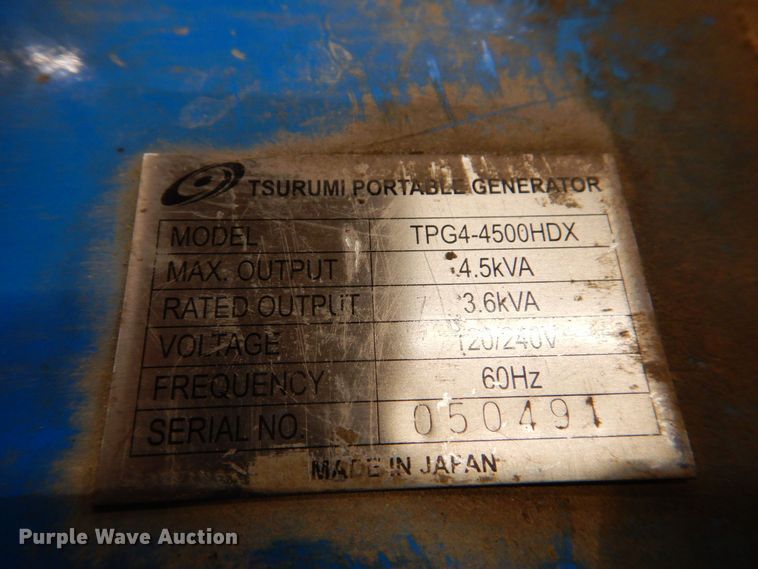 TSURUMI PORTABLE GENERATOR
MODEL TPG4-4500HDX
MAX. OUTPUT 4.5kVA
RATED OUTPUT 3.6kVA
VOLTAGE 120/240V
FREQUENCY 60Hz
SERIAL NO. 050491
MADE IN JAPAN
Purple Wave Auction